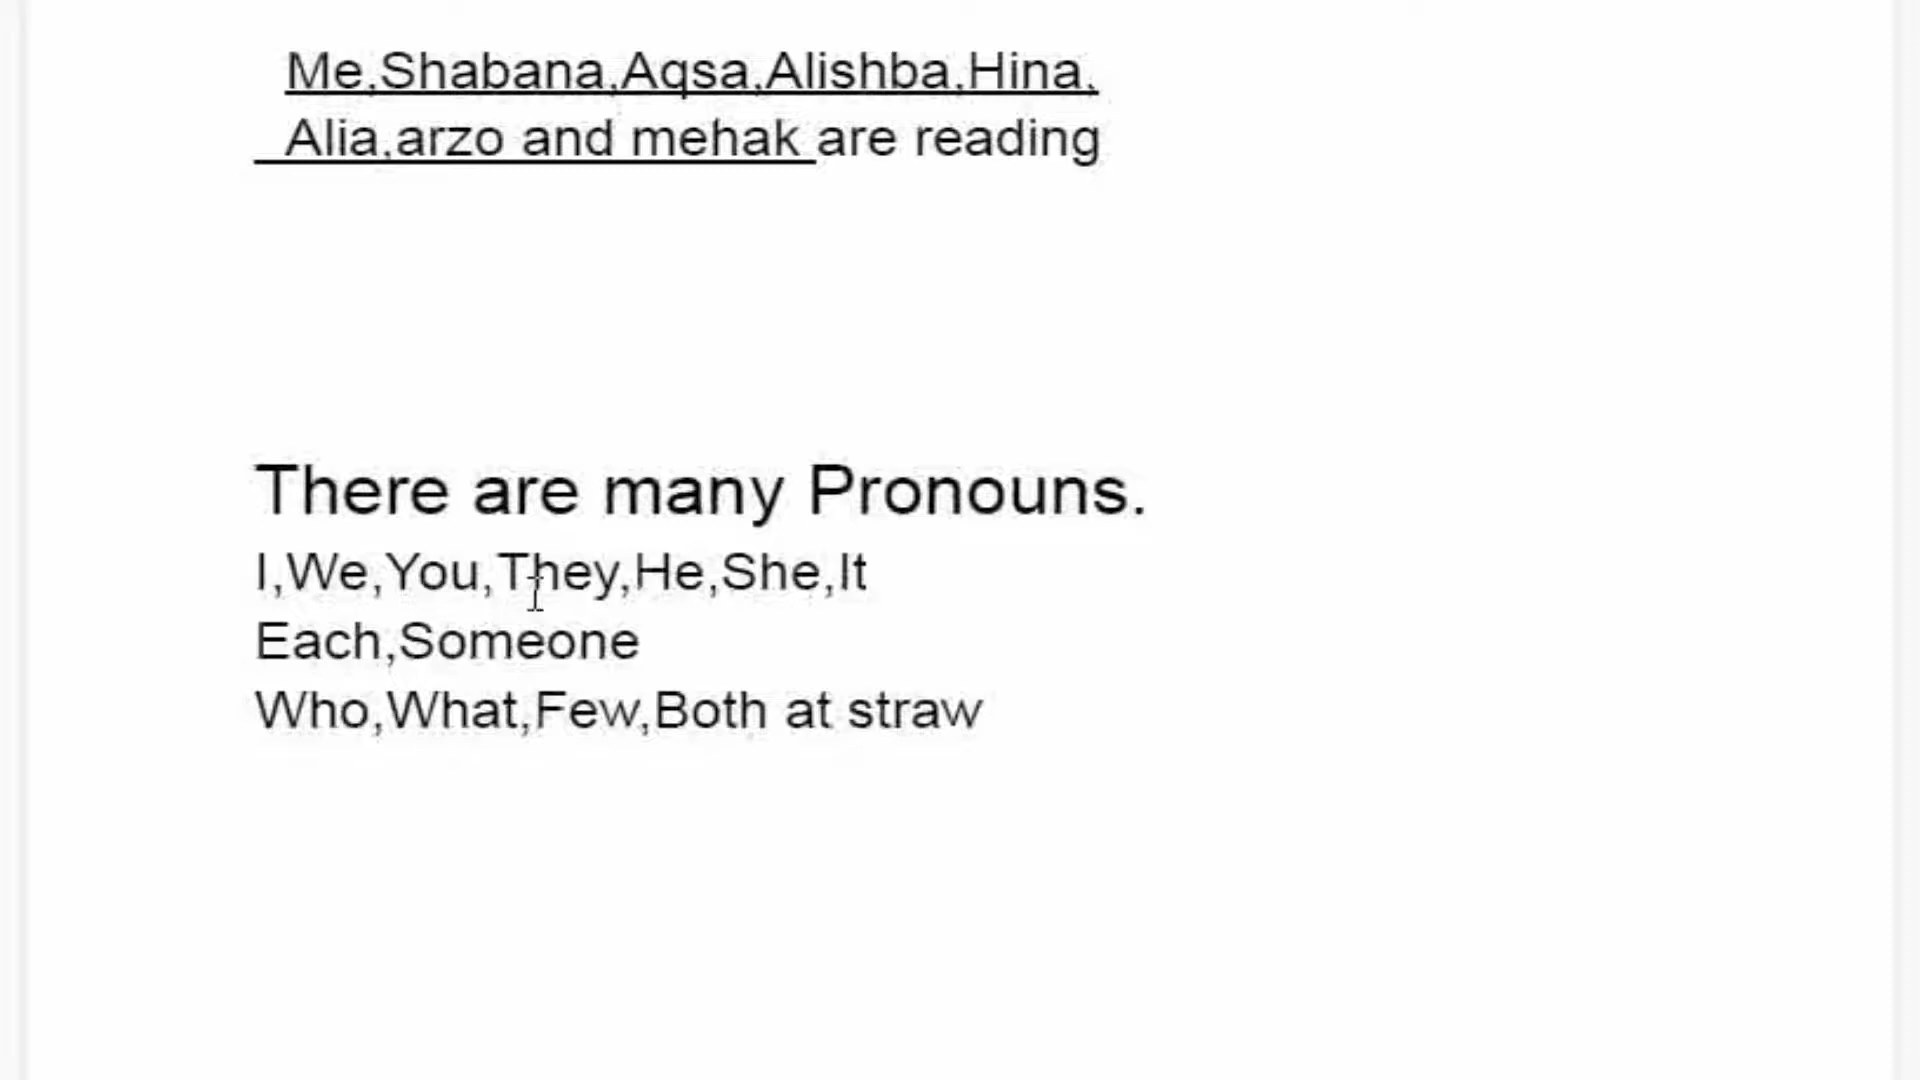 Me,Shabana,Aqsa,Alishba,Hina,
Alia,arzo and mehak are reading
There are many Pronouns.
I,We,You,They,He,She,It
Each,Someone
Who,What,Few,Both at straw